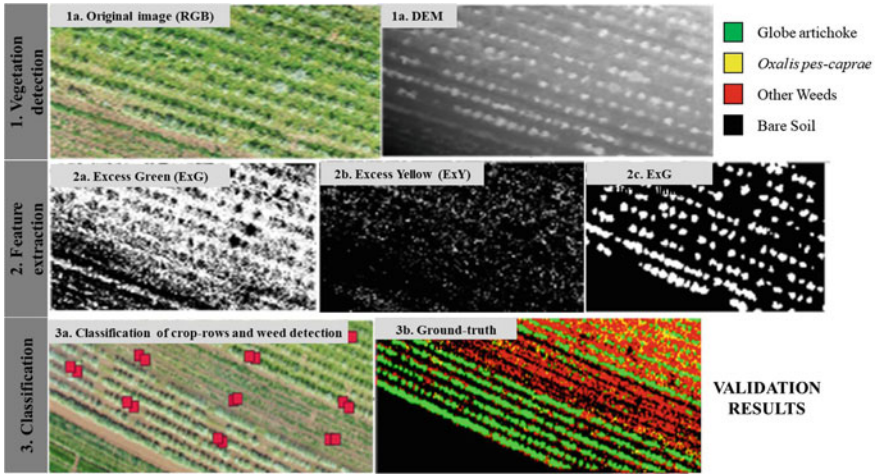 1. Vegetation
detection
1a. Original image (RGB)
1a. DEM
Globe artichoke
Oxalis pes-caprae
Other Weeds
Bare Soil
2. Feature
extraction
2a. Excess Green (ExG)
2b. Excess Yellow (ExY)
2c. ExG
3. Classification
3a. Classification of crop-rows and weed detection
3b. Ground-truth
VALIDATION
RESULTS